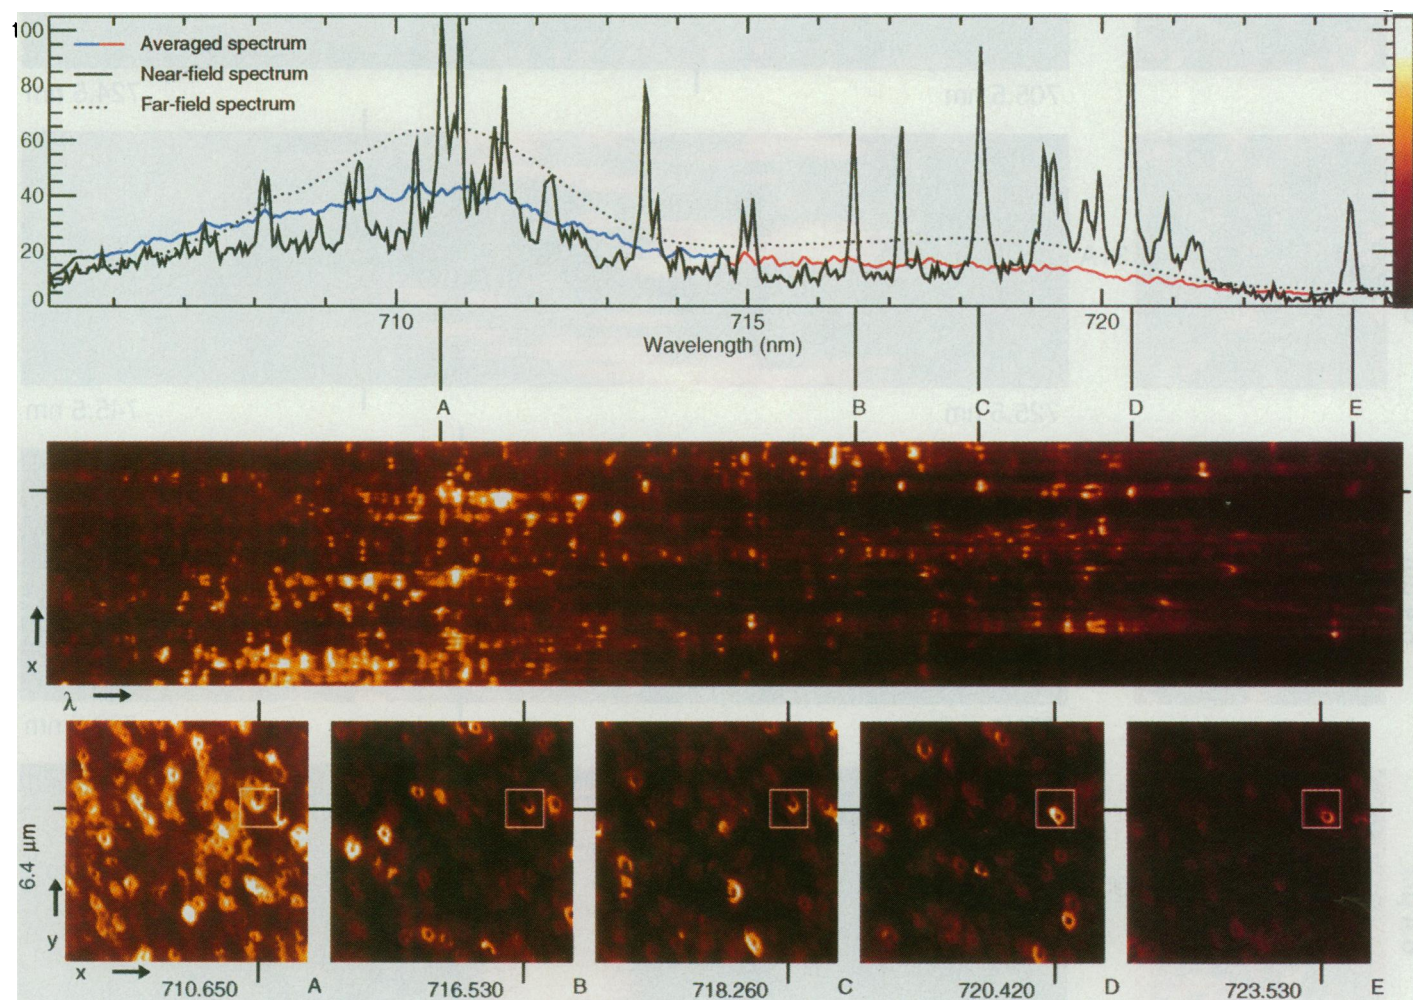 100
80
60
40
20
0
Averaged spectrum
Near-field spectrum
Far-field spectrum
710
715
720
Wavelength (nm)
A
B
C
D
E
x
λ
6.4 μm
y
x
710.650 A
716.530 B
718.260 C
720.420 D
723.530 E